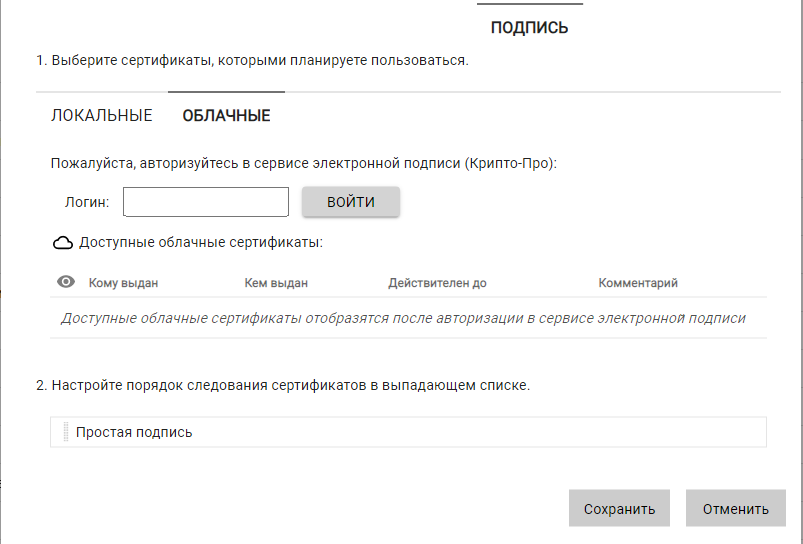 ПОДПИСЬ
1. Выберите сертификаты, которыми планируете пользоваться.
ЛОКАЛЬНЫЕ ОБЛАЧНЫЕ
Пожалуйста, авторизуйтесь в сервисе электронной подписи (Крипто-Про):
Логин: ВОЙТИ
Доступные облачные сертификаты:
Кому выдан Кем выдан Действителен до Комментарий
Доступные облачные сертификаты отобразятся после авторизации в сервисе электронной подписи
2. Настройте порядок следования сертификатов в выпадающем списке.
Простая подпись
Сохранить Отменить